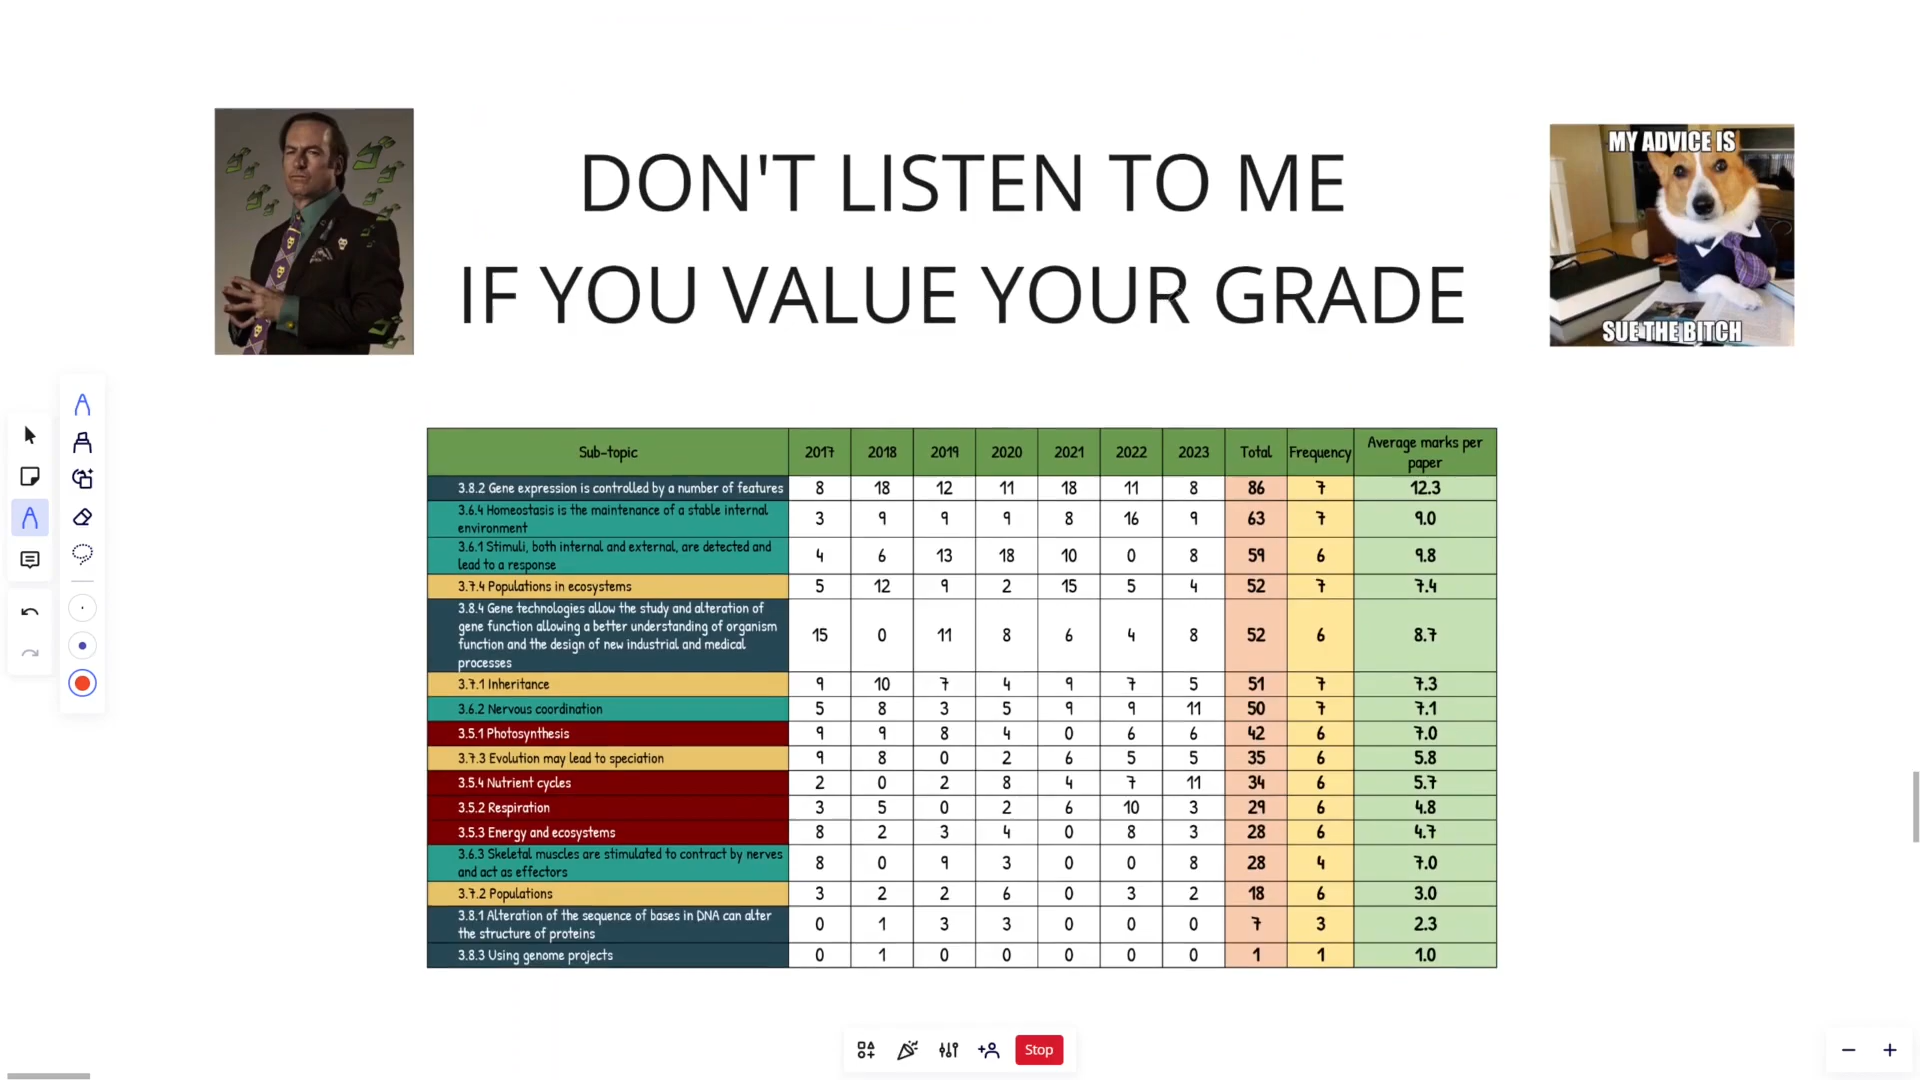 DON'T LISTEN TO ME
IF YOU VALUE YOUR GRADE
MY ADVICE IS
SUE THE BITCH
Sub-topic 2017 2018 2019 2020 2021 2022 2023 Total Frequency Average marks per
paper
3.8.2 Gene expression is controlled by a number of features 8 18 12 11 18 11 8 86 7 12.3
3.6.4 Homeostasis is the maintenance of a stable internal
environment 3 9 9 9 8 16 9 63 7 9.0
3.6.1 Stimuli, both internal and external, are detected and
lead to a response 4 6 13 18 10 0 8 59 6 9.8
3.7.4 Populations in ecosystems 5 12 9 2 15 5 4 52 7 7.4
3.8.4 Gene technologies allow the study and alteration of
gene function allowing a better understanding of organism
function and the design of new industrial and medical
processes 15 0 11 8 6 4 8 52 6 8.7
3.7.1 Inheritance 9 10 7 4 9 7 5 51 7 7.3
3.6.2 Nervous coordination 5 8 3 5 9 9 11 50 7 7.1
3.5.1 Photosynthesis 9 9 8 4 0 6 6 42 6 7.0
3.7.3 Evolution may lead to speciation 9 8 0 2 6 5 5 35 6 5.8
3.5.4 Nutrient cycles 2 0 2 8 4 7 11 34 6 5.7
3.5.2 Respiration 3 5 0 2 6 10 3 29 6 4.8
3.5.3 Energy and ecosystems 8 2 3 4 0 8 3 28 6 4.7
3.6.3 Skeletal muscles are stimulated to contract by nerves
and act as effectors 8 0 9 3 0 0 8 28 4 7.0
3.7.2 Populations 3 2 2 6 0 3 2 18 6 3.0
3.8.1 Alteration of the sequence of bases in DNA can alter
the structure of proteins 0 1 3 3 0 0 0 7 3 2.3
3.8.3 Using genome projects 0 1 0 0 0 0 0 1 1 1.0
Stop